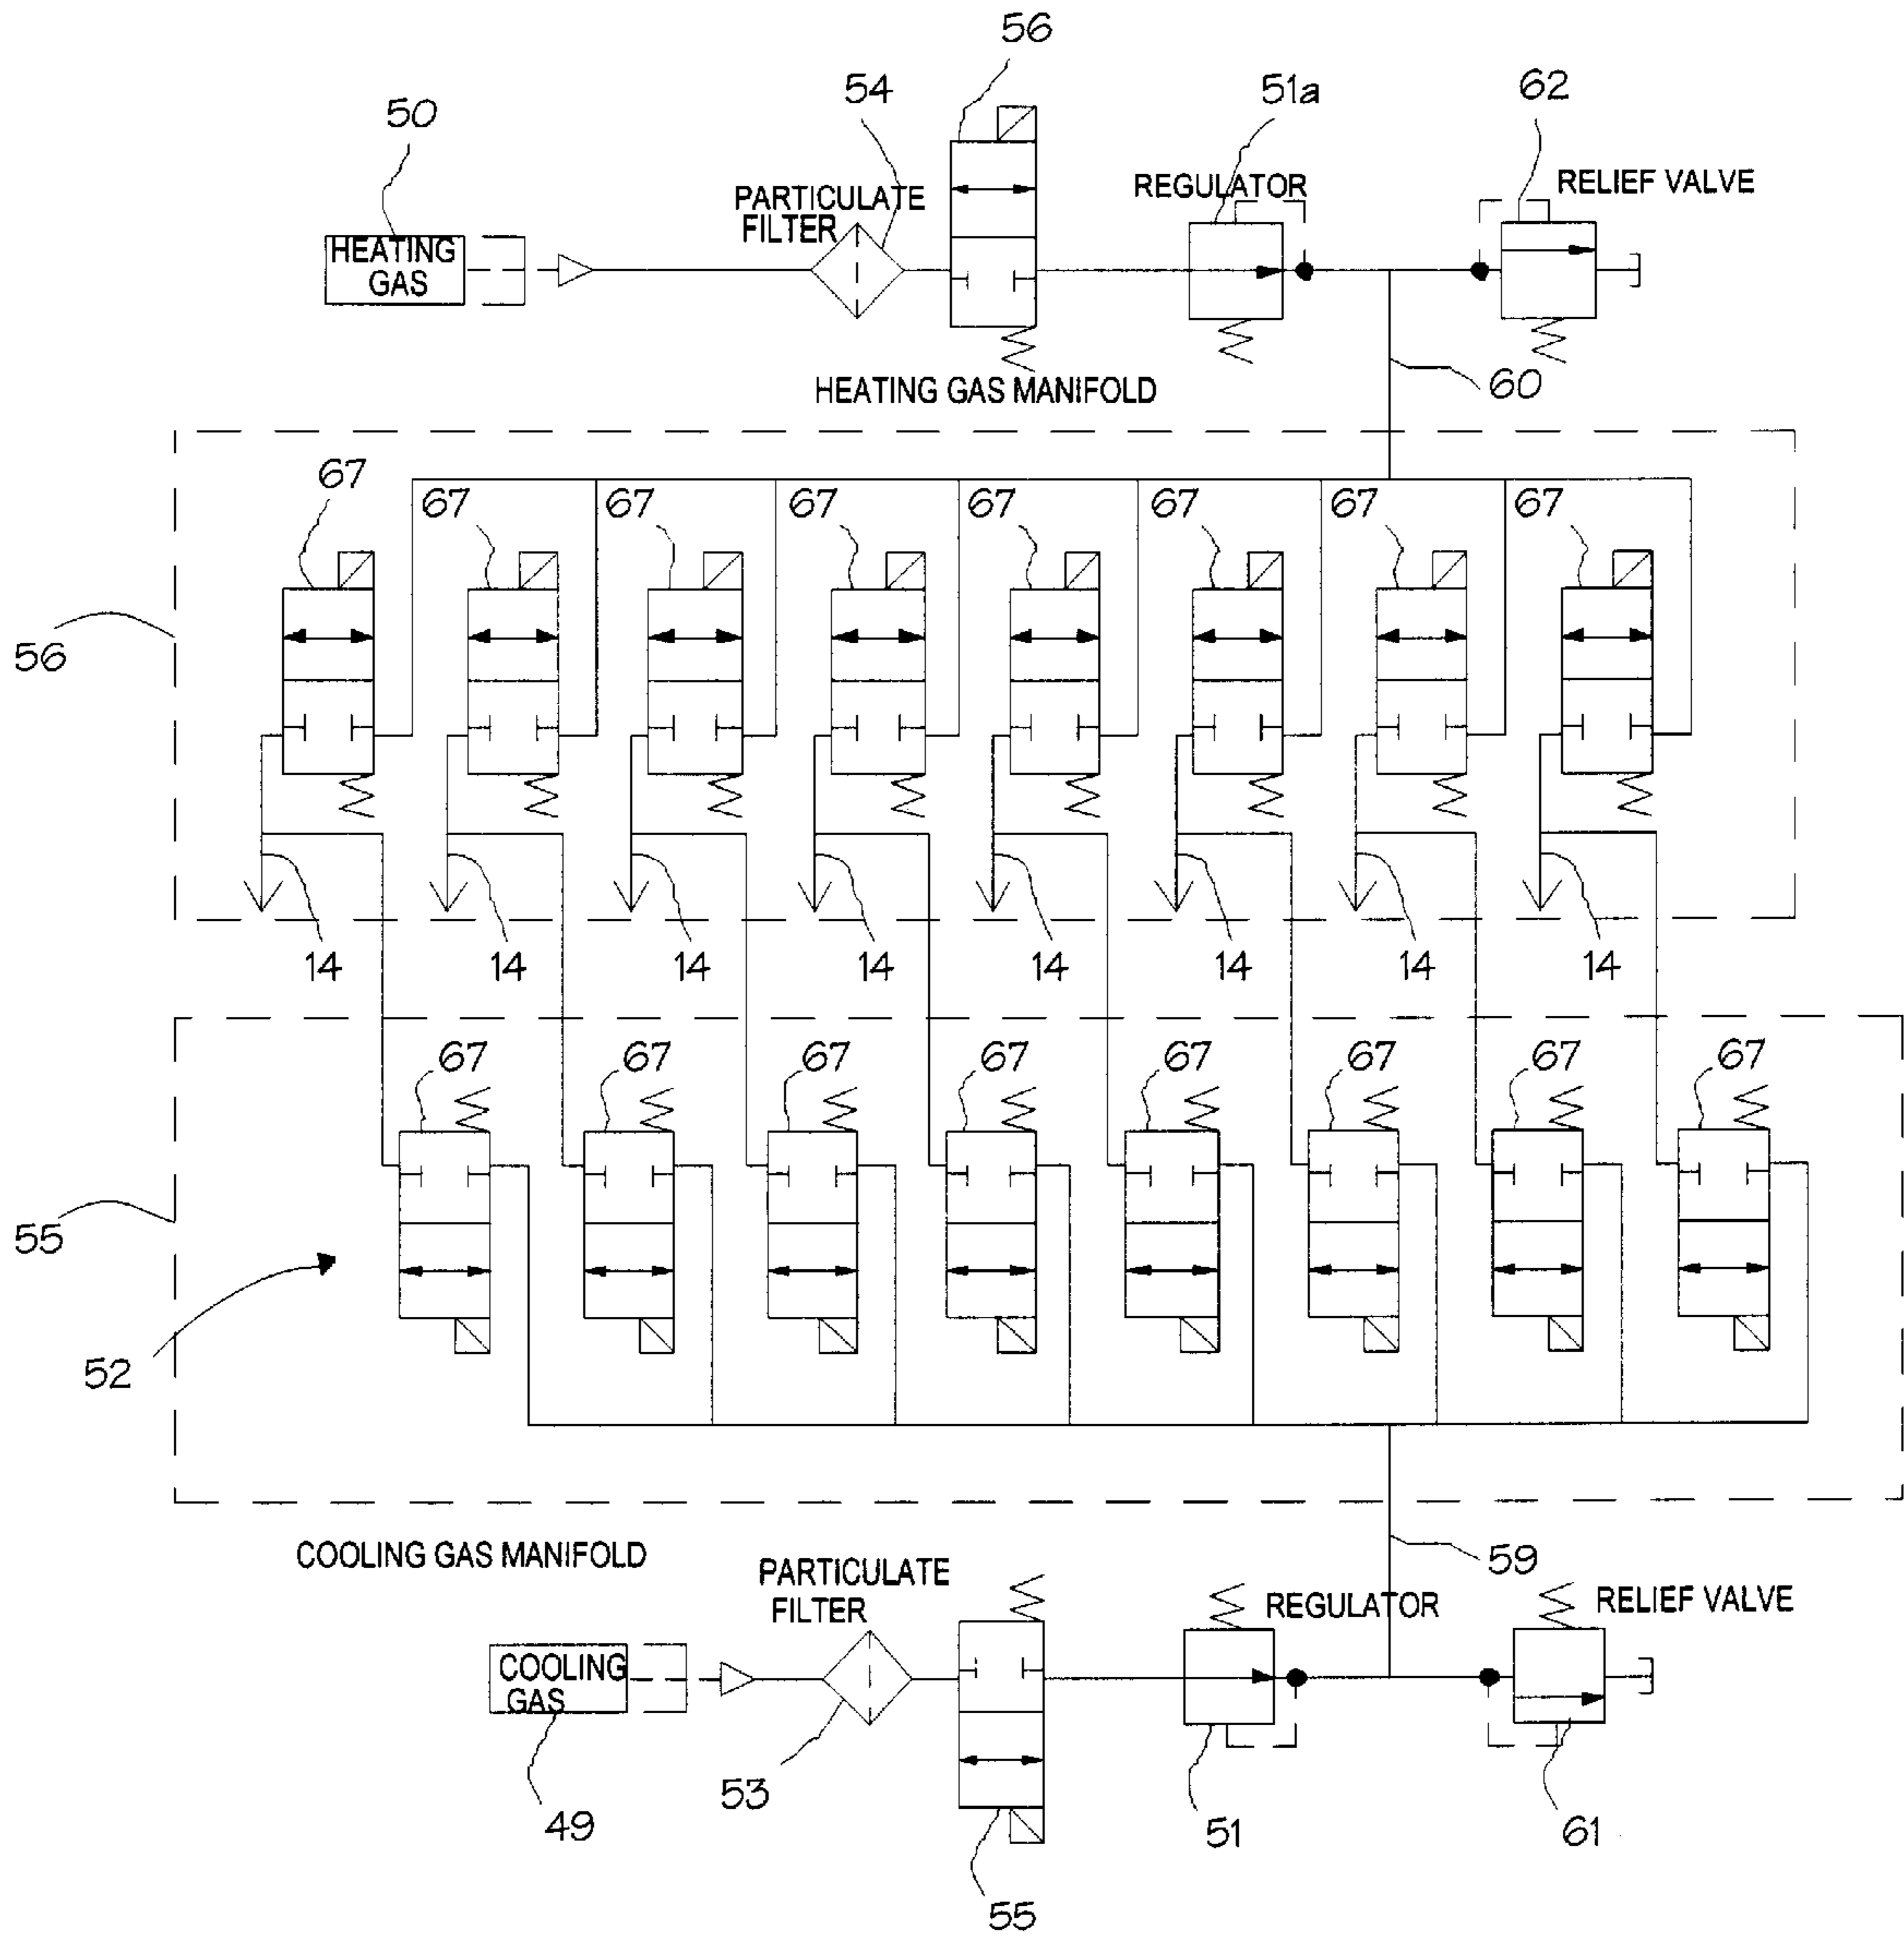 56
54
51a
62
50
PARTICULATE
FILTER
REGULATOR
RELIEF VALVE
HEATING
GAS
HEATING GAS MANIFOLD
60
67 67 67 67 67 67 67 67
56
14 14 14 14 14 14 14 14
67 67 67 67 67 67 67 67
55
52
COOLING GAS MANIFOLD
59
PARTICULATE
FILTER
REGULATOR
RELIEF VALVE
COOLING
GAS
53
49
51
61
55